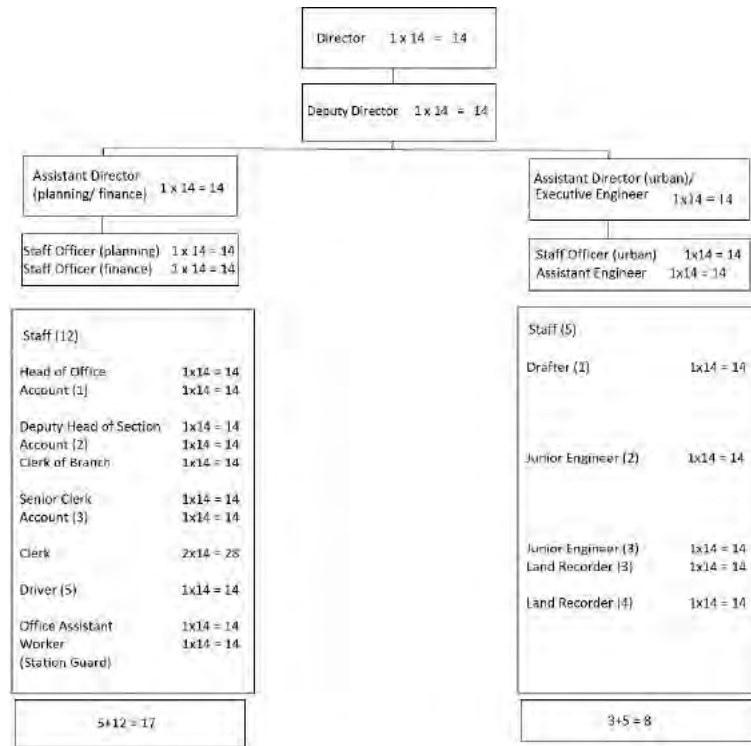 Director 1 x 14 = 14
Deputy Director 1 x 14 = 14
Assistant Director
(planning/ finance) 1 x 14 = 14
Staff Officer (planning) 1 x 14 = 14
Staff Officer (finance) 1 x 14 = 14
Staff (12)
Head of Office 1x14 = 14
Account (1) 1x14 = 14
Deputy Head of Section 1x14 = 14
Account (2) 1x14 = 14
Clerk of Branch 1x14 = 14
Senior Clerk 1x14 = 14
Account (3) 1x14 = 14
Clerk 2x14 = 28
Driver (5) 1x14 = 14
Office Assistant 1x14 = 14
Worker 1x14 = 14
(Station Guard)
5+12 = 17
Assistant Director (urban)/
Executive Engineer 1x14 = 14
Staff Officer (urban) 1x14 = 14
Assistant Engineer 1x14 = 14
Staff (5)
Drafter (1) 1x14 = 14
Junior Engineer (2) 1x14 = 14
Junior Engineer (3) 1x14 = 14
Land Recorder (3) 1x14 = 14
Land Recorder (4) 1x14 = 14
3+5 = 8